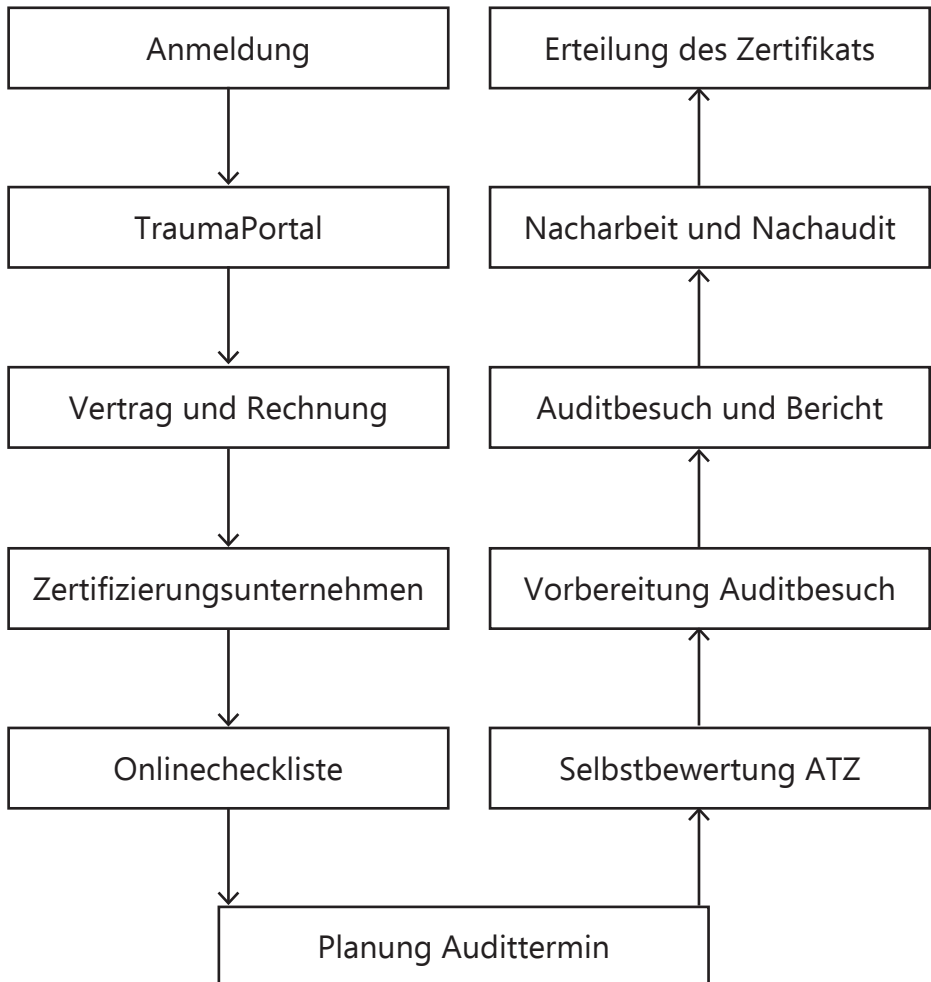 Anmeldung
TraumaPortal
Vertrag und Rechnung
Zertifizierungsunternehmen
Onlinecheckliste
Planung Audittermin
Selbstbewertung ATZ
Vorbereitung Auditbesuch
Auditbesuch und Bericht
Nacharbeit und Nachaudit
Erteilung des Zertifikats